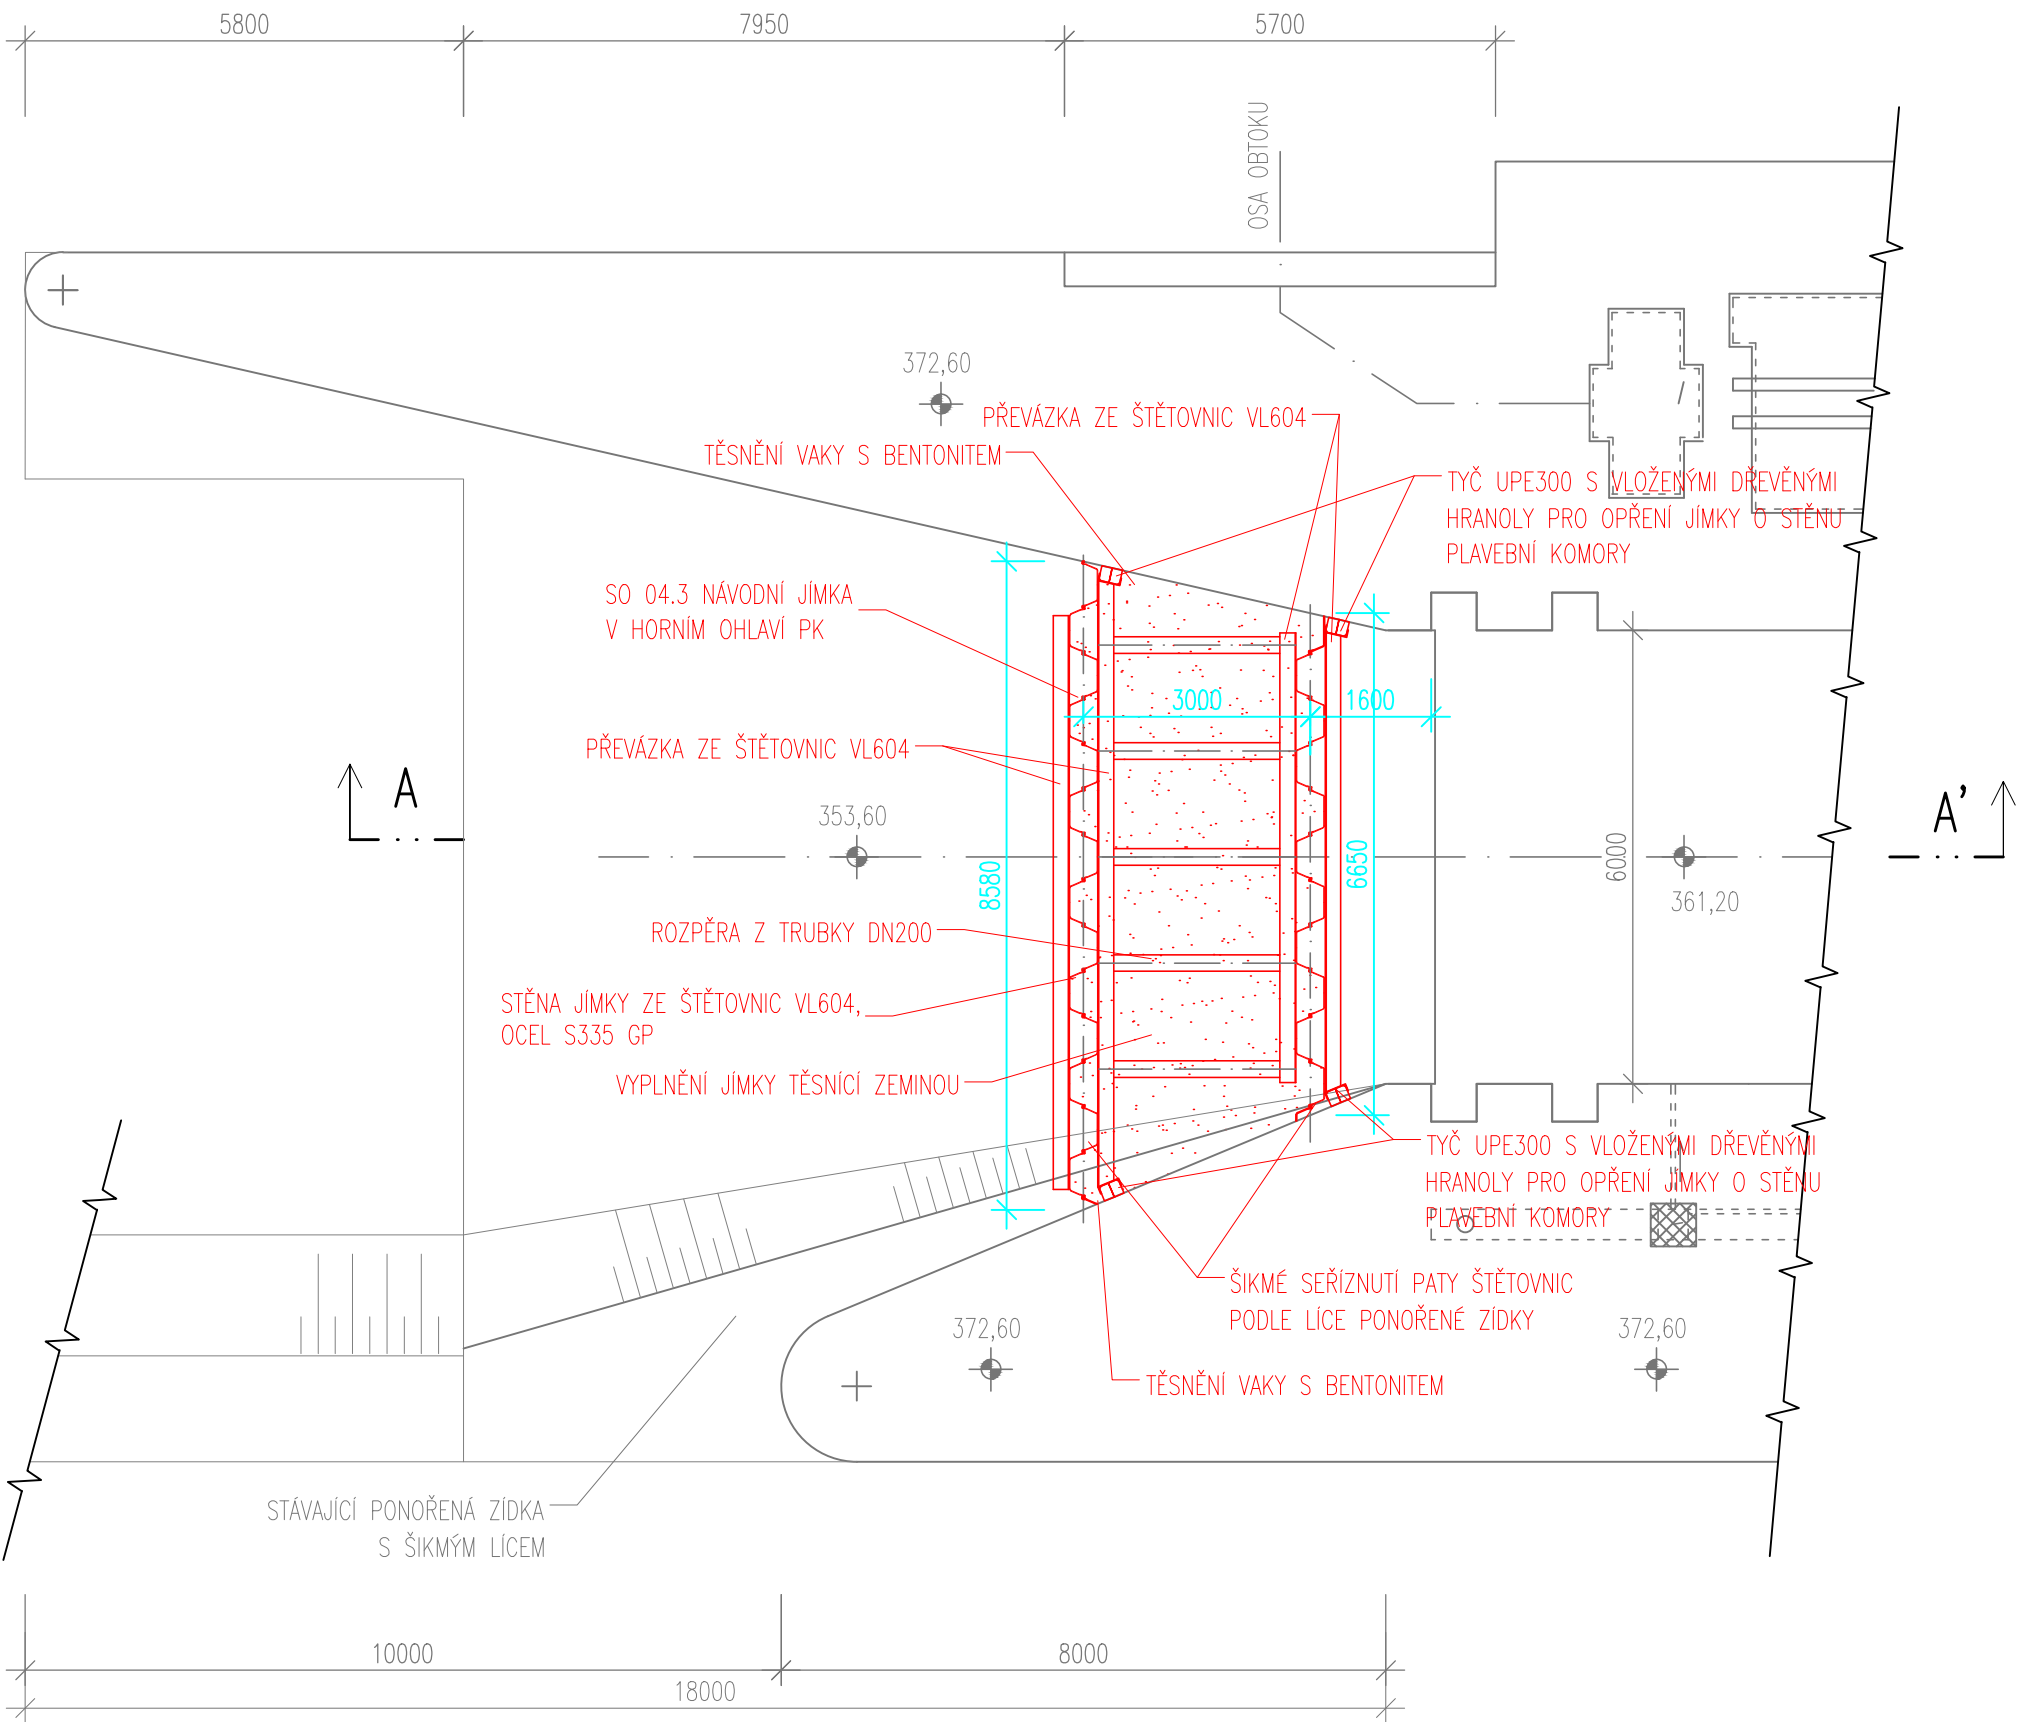 5800
7950
5700
OSA OBTOKU
372,60
PŘEVÁZKA ZE ŠTĚTOVNIC VL604
TĚSNĚNÍ VAKY S BENTONITEM
TYČ UPE300 S VLOŽENÝMI DŘEVĚNÝMI
HRANOLY PRO OPŘENÍ JÍMKY O STĚNU
PLAVEBNÍ KOMORY
SO 04.3 NÁVODNÍ JÍMKA
V HORNÍM OHLAVÍ PK
3000
1600
PŘEVÁZKA ZE ŠTĚTOVNIC VL604
A
A'
353,60
8580
6650
6000
361,20
ROZPĚRA Z TRUBKY DN200
STĚNA JÍMKY ZE ŠTĚTOVNIC VL604,
OCEL S335 GP
VYPLNĚNÍ JÍMKY TĚSNÍCÍ ZEMINOU
TYČ UPE300 S VLOŽENÝMI DŘEVĚNÝMI
HRANOLY PRO OPŘENÍ JÍMKY O STĚNU
PLAVEBNÍ KOMORY
ŠIKMÉ SEŘÍZNUTÍ PATY ŠTĚTOVNIC
PODLE LÍCE PONOŘENÉ ZÍDKY
372,60
372,60
TĚSNĚNÍ VAKY S BENTONITEM
STÁVAJÍCÍ PONOŘENÁ ZÍDKA
S ŠIKMÝM LÍCEM
10000
8000
18000